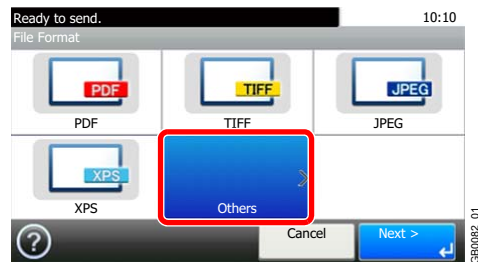 Ready to send. 10:10
File Format
PDF TIFF JPEG
PDF TIFF JPEG
XPS
XPS Others
? Cancel Next >
GB0082_01